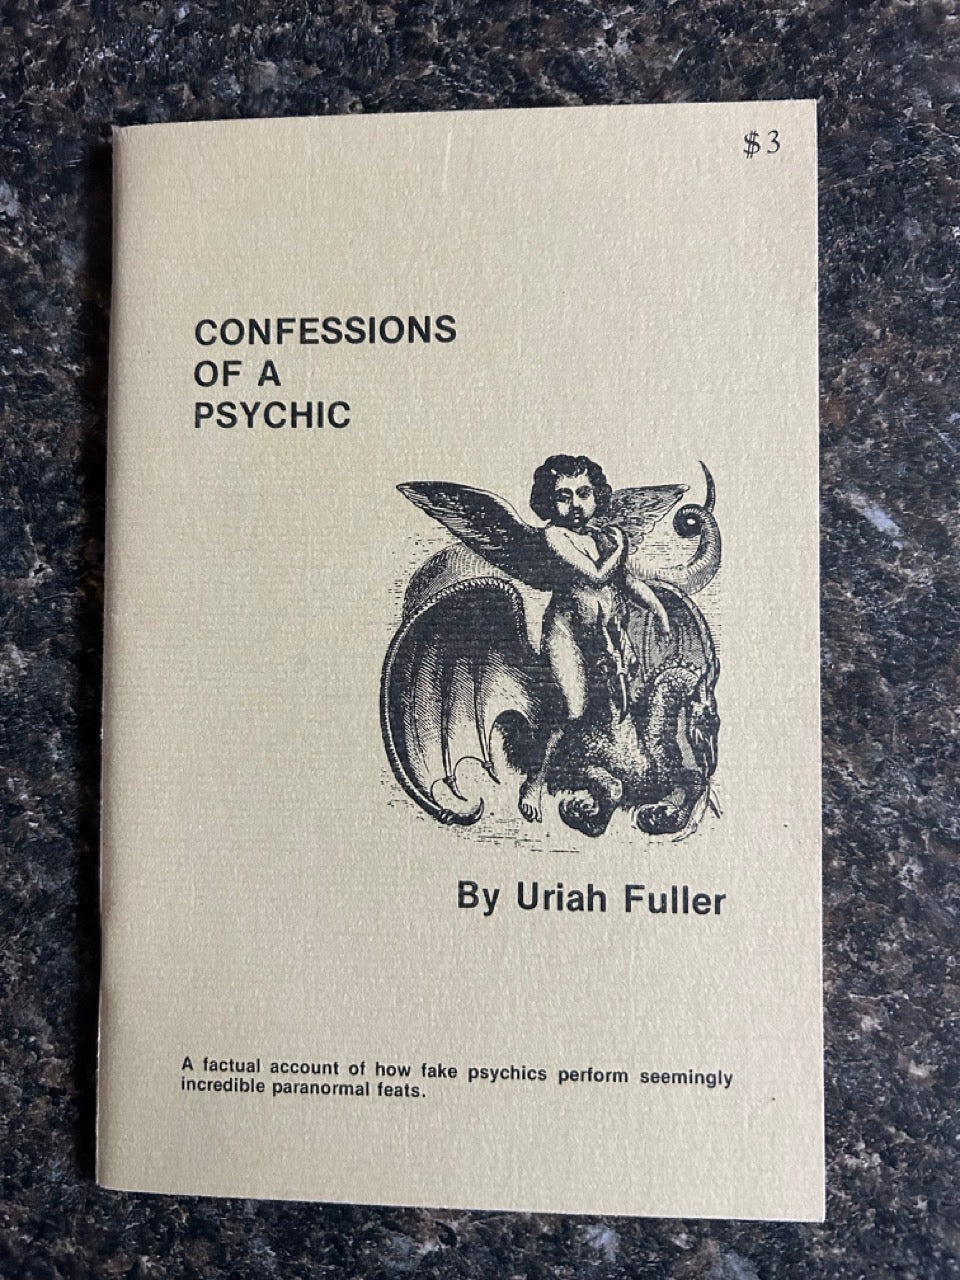 $3
CONFESSIONS
OF A
PSYCHIC
By Uriah Fuller
A factual account of how fake psychics perform seemingly
incredible paranormal feats.